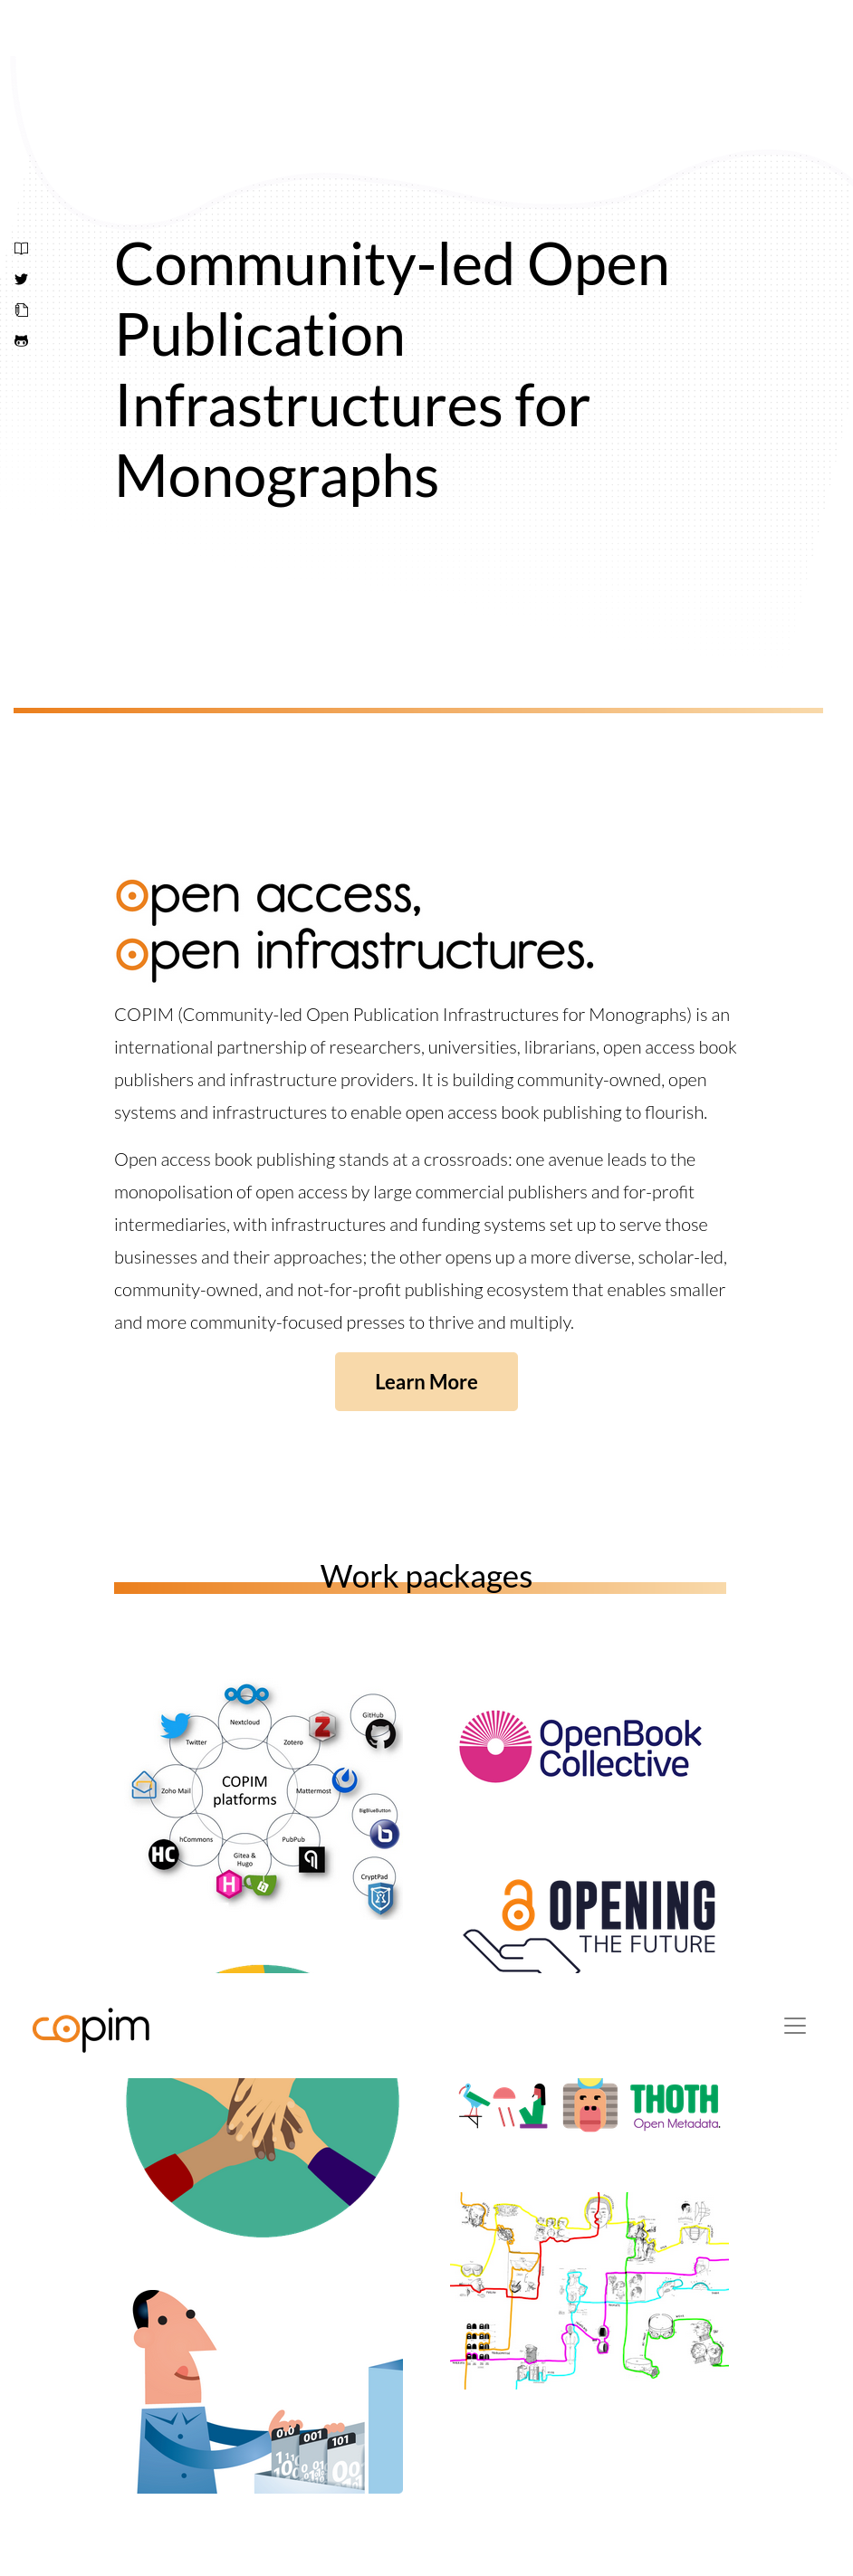 Community-led Open
Publication
Infrastructures for
Monographs
open access,
open infrastructures.
COPIM (Community-led Open Publication Infrastructures for Monographs) is an
international partnership of researchers, universities, librarians, open access book
publishers and infrastructure providers. It is building community-owned, open
systems and infrastructures to enable open access book publishing to flourish.
Open access book publishing stands at a crossroads: one avenue leads to the
monopolisation of open access by large commercial publishers and for-profit
intermediaries, with infrastructures and funding systems set up to serve those
businesses and their approaches; the other opens up a more diverse, scholar-led,
community-owned, and not-for-profit publishing ecosystem that enables smaller
and more community-focused presses to thrive and multiply.
Learn More
Work packages
Nextcloud
Twitter
Zotero
Z
GitHub
Zoho Mail
COPIM
platforms
Mattermost
BigBlueButton
b
hCommons
HC
Gitea &
Hugo
H
PubPub
CryptPad
OpenBook
Collective
OPENING
THE FUTURE
copim
THOTH
Open Metadata.
010
001
101